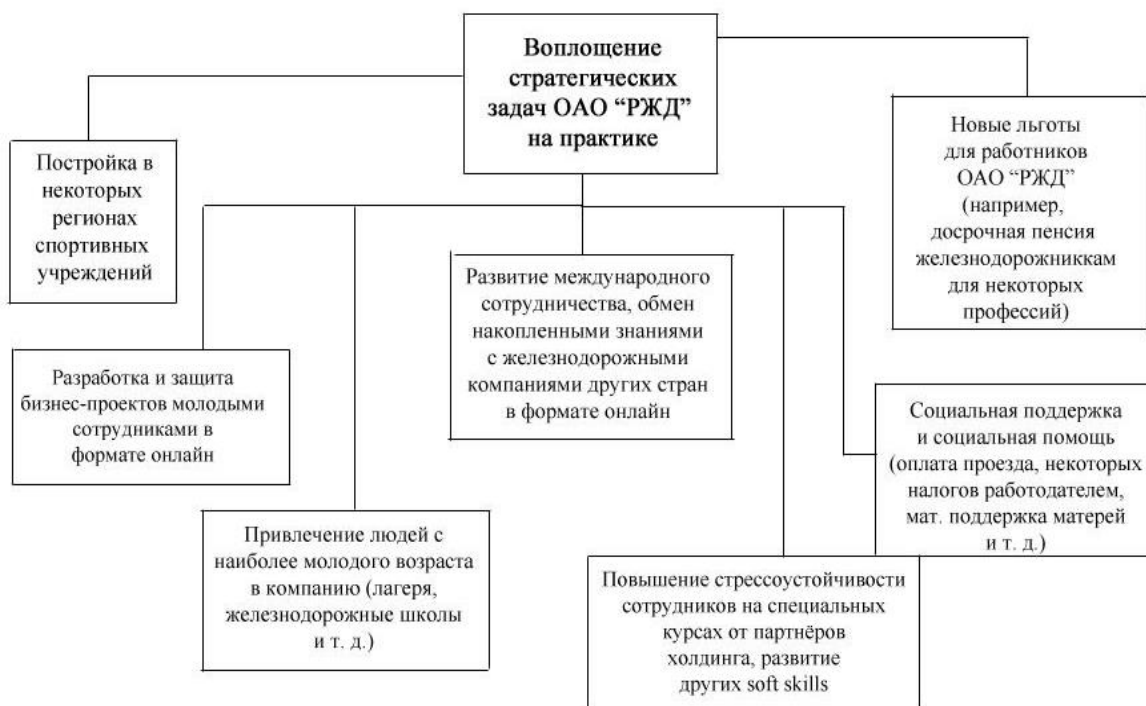 Воплощение
стратегических
задач ОАО “РЖД”
на практике
Постройка в
некоторых
регионах
спортивных
учреждений
Новые льготы
для работников
ОАО “РЖД”
(например,
досрочная пенсия
железнодорожниккам
для некоторых
профессий)
Развитие международного
сотрудничества, обмен
накопленными знаниями
с железнодорожными
компаниями других стран
в формате онлайн
Разработка и защита
бизнес-проектов молодыми
сотрудниками в
формате онлайн
Социальная поддержка
и социальная помощь
(оплата проезда, некоторых
налогов работодателем,
мат. поддержка матерей
и т. д.)
Привлечение людей с
наиболее молодого возраста
в компанию (лагеря,
железнодорожные школы
и т. д.)
Повышение стрессоустойчивости
сотрудников на специальных
курсах от партнёров
холдинга, развитие
других soft skills